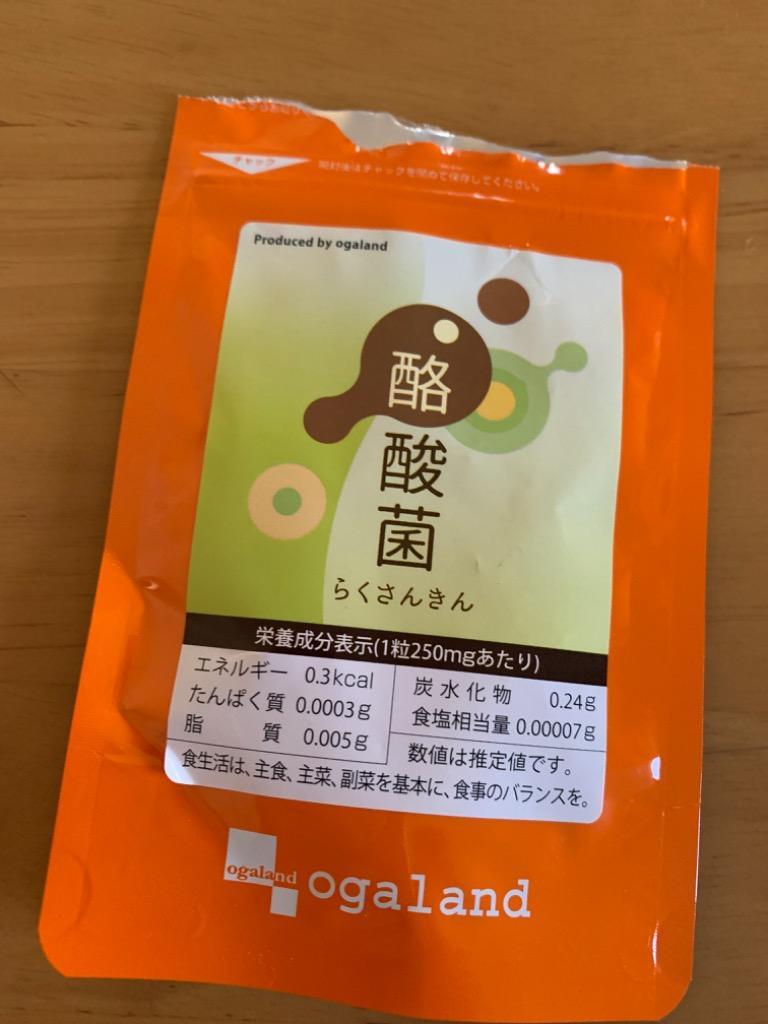 チャック
開封後はチャックを閉めて保存してください。
Produced by ogaland
酪酸菌
らくさんきん
栄養成分表示(1粒250mgあたり)
エネルギー 0.3kcal
たんぱく質 0.0003g
脂質 0.005g
炭水化物 0.24g
食塩相当量 0.00007g
数値は推定値です。
食生活は、主食、主菜、副菜を基本に、食事のバランスを。
ogaland
ogaland